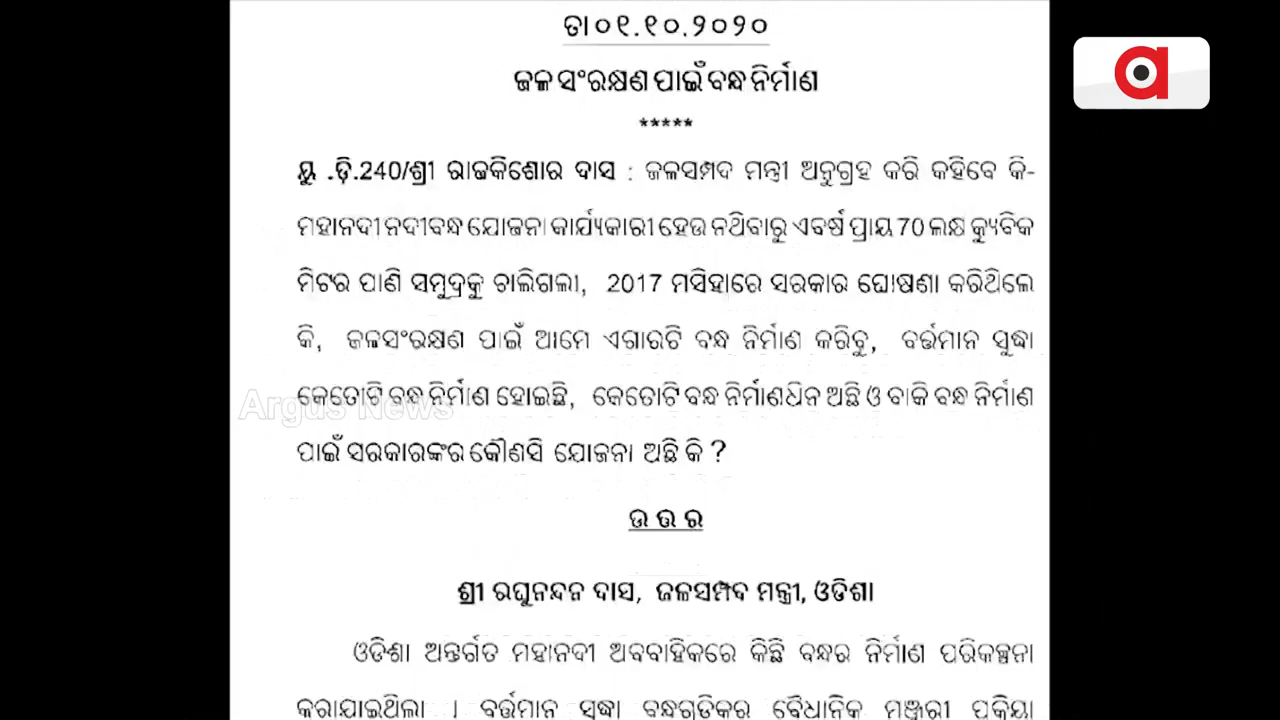 ତା ୦୧.୧୦.୨୦୨୦
ଜଳ ସଂରକ୍ଷଣ ପାଇଁ ବନ୍ଧ ନିର୍ମାଣ
*****
ୟୁ .ଡ଼ି.240/ଶ୍ରୀ ରାଜକିଶୋର ଦାସ : ଜଳସମ୍ପଦ ମନ୍ତ୍ରୀ ଅନୁଗ୍ରହ କରି କହିବେ କି-
ମହାନଦୀ ନଦୀବନ୍ଧ ଯୋଜନା କାର୍ଯ୍ୟକାରୀ ହେଉ ନଥିବାରୁ ଏବର୍ଷ ପ୍ରାୟ 70 ଲକ୍ଷ କ୍ୟୁବିକ
ମିଟର ପାଣି ସମୁଦ୍ରକୁ ଚାଲିଗଲା, 2017 ମସିହାରେ ସରକାର ଘୋଷଣା କରିଥିଲେ
କି, ଜଳସଂରକ୍ଷଣ ପାଇଁ ଆମେ ଏଗାରଟି ବନ୍ଧ ନିର୍ମାଣ କରିବୁ, ବର୍ତ୍ତମାନ ସୁଦ୍ଧା
କେତୋଟି ବନ୍ଧ ନିର୍ମାଣ ହୋଇଛି, କେତୋଟି ବନ୍ଧ ନିର୍ମାଣଧିନ ଅଛି ଓ ବାକି ବନ୍ଧ ନିର୍ମାଣ
Argus News
ପାଇଁ ସରକାରଙ୍କର କୌଣସି ଯୋଜନା ଅଛି କି ?
ଉ ତ୍ତ ର
ଶ୍ରୀ ରଘୁନନ୍ଦନ ଦାସ, ଜଳସମ୍ପଦ ମନ୍ତ୍ରୀ, ଓଡିଶା
ଓଡିଶା ଅନ୍ତର୍ଗତ ମହାନଦୀ ଅବବାହିକାରେ କିଛି ବନ୍ଧର ନିର୍ମାଣ ପରିକଳ୍ପନା
କରାଯାଇଥିଲା । ବର୍ତ୍ତମାନ ସୁଦ୍ଧା ବନ୍ଧଗୁଡିକର ବୈଧାନିକ ମଞ୍ଜୁରୀ ପ୍ରକ୍ରିୟା